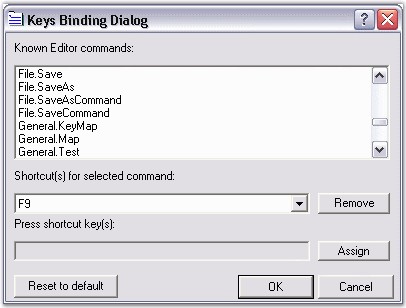 Keys Binding Dialog
?
Known Editor commands:
File.Save
File.SaveAs
File.SaveAsCommand
File.SaveCommand
General.KeyMap
General.Map
General.Test
Shortcut(s) for selected command:
F9
Remove
Press shortcut key(s):
Assign
Reset to default
OK
Cancel